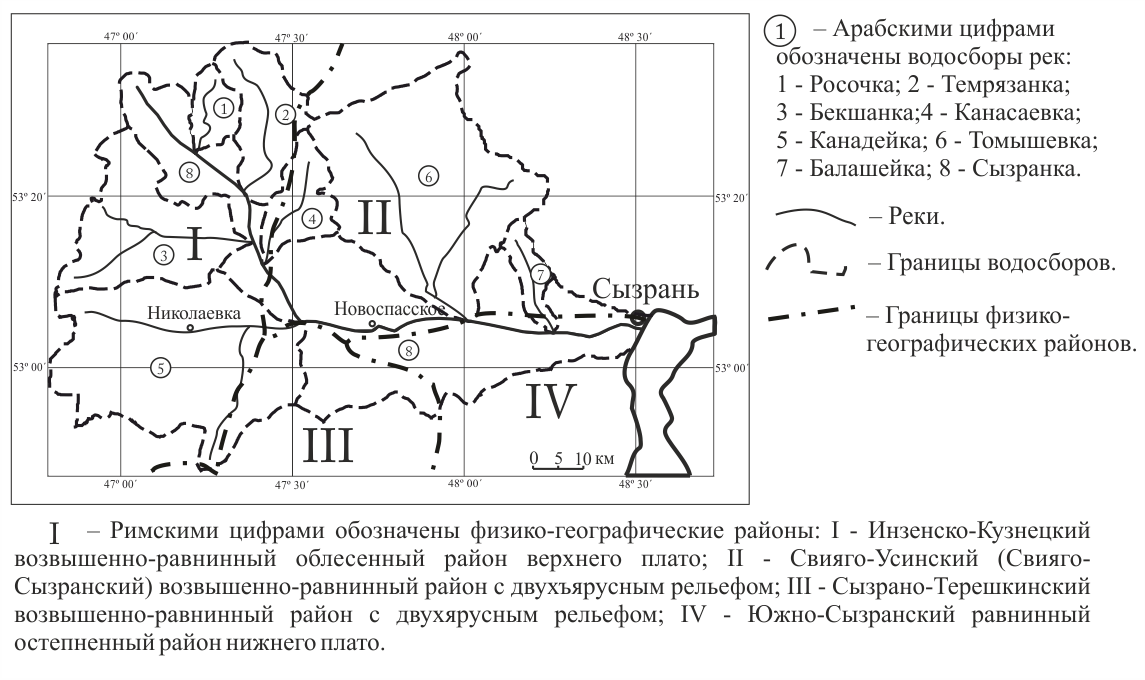 47° 00'
47° 30'
48° 00'
48° 30'
53° 20'
53° 20'
53° 00'
53° 00'
1
2
8
6
4
II
I
3
7
Сызрань
Николаевка
Новоспасское
8
5
IV
III
0 5 10 км
47° 00'
47° 30'
48° 00'
48° 30'
1 – Арабскими цифрами
обозначены водосборы рек:
1 - Росочка; 2 - Темрязанка;
3 - Бекшанка;4 - Канасаевка;
5 - Канадейка; 6 - Томышевка;
7 - Балашейка; 8 - Сызранка.
– Реки.
– Границы водосборов.
– Границы физико-
географических районов.
I – Римскими цифрами обозначены физико-географические районы: I - Инзенско-Кузнецкий
возвышенно-равнинный облесенный район верхнего плато; II - Свияго-Усинский (Свияго-
Сызранский) возвышенно-равнинный район с двухъярусным рельефом; III - Сызрано-Терешкинский
возвышенно-равнинный район с двухярусным рельефом; IV - Южно-Сызранский равнинный
остепненный район нижнего плато.